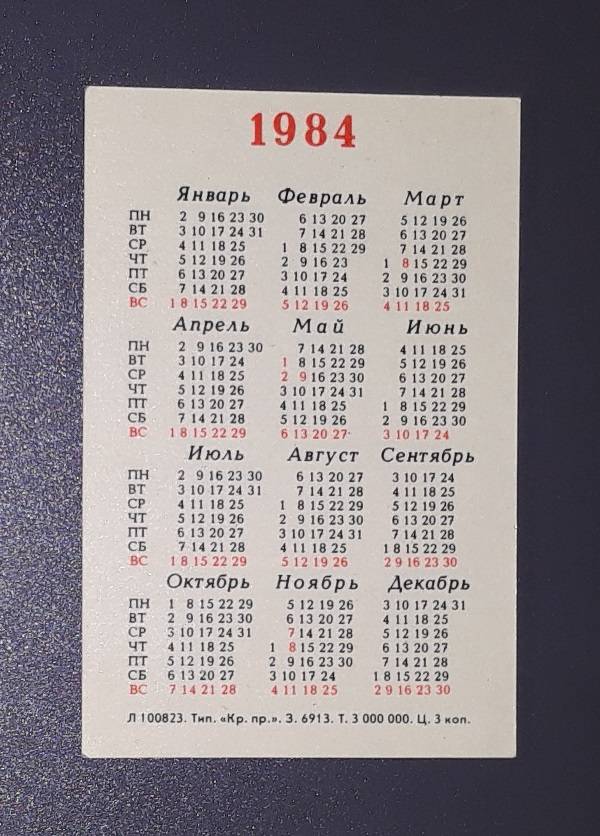 1984
Январь Февраль Март
ПН 2 9 16 23 30 6 13 20 27 5 12 19 26
ВТ 3 10 17 24 31 7 14 21 28 6 13 20 27
СР 4 11 18 25 1 8 15 22 29 7 14 21 28
ЧТ 5 12 19 26 2 9 16 23 1 8 15 22 29
ПТ 6 13 20 27 3 10 17 24 2 9 16 23 30
СБ 7 14 21 28 4 11 18 25 3 10 17 24 31
ВС 1 8 15 22 29 5 12 19 26 4 11 18 25
Апрель Май Июнь
ПН 2 9 16 23 30 7 14 21 28 4 11 18 25
ВТ 3 10 17 24 1 8 15 22 29 5 12 19 26
СР 4 11 18 25 2 9 16 23 30 6 13 20 27
ЧТ 5 12 19 26 3 10 17 24 31 7 14 21 28
ПТ 6 13 20 27 4 11 18 25 1 8 15 22 29
СБ 7 14 21 28 5 12 19 26 2 9 16 23 30
ВС 1 8 15 22 29 6 13 20 27 3 10 17 24
Июль Август Сентябрь
ПН 2 9 16 23 30 6 13 20 27 3 10 17 24
ВТ 3 10 17 24 31 7 14 21 28 4 11 18 25
СР 4 11 18 25 1 8 15 22 29 5 12 19 26
ЧТ 5 12 19 26 2 9 16 23 30 6 13 20 27
ПТ 6 13 20 27 3 10 17 24 31 7 14 21 28
СБ 7 14 21 28 4 11 18 25 1 8 15 22 29
ВС 1 8 15 22 29 5 12 19 26 2 9 16 23 30
Октябрь Ноябрь Декабрь
ПН 1 8 15 22 29 5 12 19 26 3 10 17 24 31
ВТ 2 9 16 23 30 6 13 20 27 4 11 18 25
СР 3 10 17 24 31 7 14 21 28 5 12 19 26
ЧТ 4 11 18 25 1 8 15 22 29 6 13 20 27
ПТ 5 12 19 26 2 9 16 23 30 7 14 21 28
СБ 6 13 20 27 3 10 17 24 1 8 15 22 29
ВС 7 14 21 28 4 11 18 25 2 9 16 23 30
Л 100823. Тип. «Кр. пр.». З. 6913. Т. 3 000 000. Ц. 3 коп.